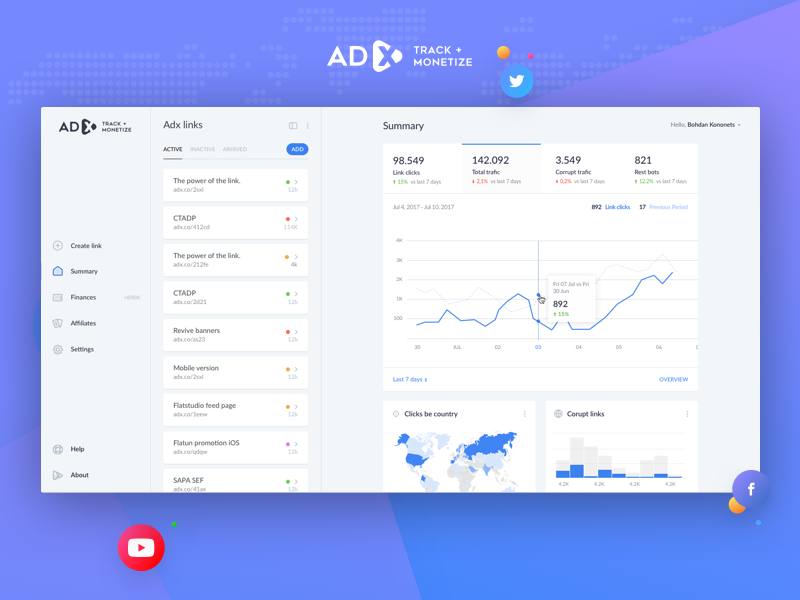 AD X TRACK +
MONETIZE
AD X TRACK +
MONETIZE
Create link
Summary
Finances
Affiliates
Settings
Help
About
Adx links
ACTIVE INACTIVE ARHIVED ADD
The power of the link.
adx.co/2sxl 12k
CTADP
adx.co/412cd 114K
The power of the link.
adx.co/212fe 4k
CTADP
adx.co/2d21 12k
Revive banners
adx.co/as23 12k
Mobile version
adx.co/2sxl 12k
Flatstudio feed page
adx.co/1eew 12k
Flatun promotion iOS
adx.co/qdqw 12k
SAPA SEF
adx.co/41ae 12k
Summary
Hello, Bohdan Kononets
98.549
Link clicks
15% vs last 7 days
142.092
Total trafic
2,1% vs last 7 days
3.549
Corrupt trafic
0,2% vs last 7 days
821
Rest bots
12.2% vs last 7 days
Jul 4, 2017 - Jul 10, 2017
892 Link clicks 17 Previous Period
4K
3K
2K
1K
500
Fri 07 Jul vs Fri
30 Jun
892
15%
30 JUL 02 03 04 05 06
Last 7 days
OVERVIEW
Clicks be country
Corupt links
4.2K 4.2K 4.2K 4.2K
f